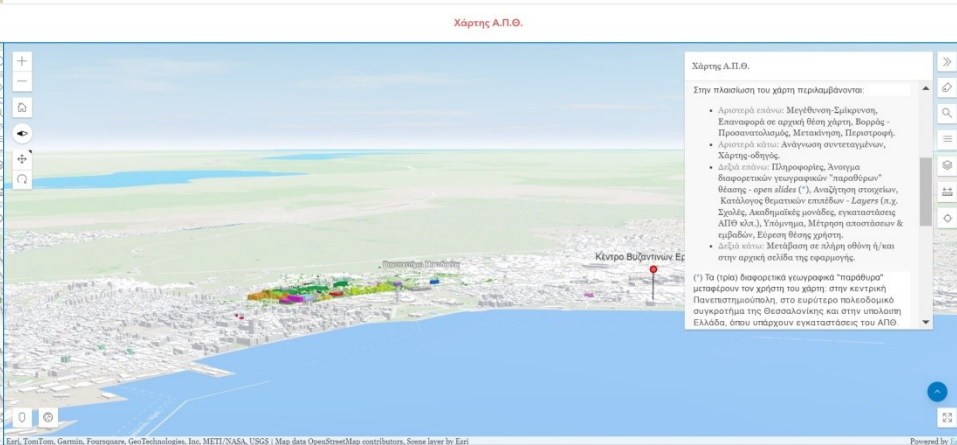 Χάρτης Α.Π.Θ.
Χάρτης Α.Π.Θ.
Στην πλαισίωση του χάρτη περιλαμβάνονται:
• Αριστερά επάνω: Μεγέθυνση-Σμίκρυνση,
Επαναφορά σε αρχική θέση χάρτη, Βορράς -
Προσανατολισμός, Μετακίνηση, Περιστροφή.
• Αριστερά κάτω: Ανάγνωση συντεταγμένων,
Χάρτης-οδηγός.
• Δεξιά επάνω: Πληροφορίες, Άνοιγμα
διαφορετικών γεωγραφικών "παραθύρων"
θέασης - open slides (*), Αναζήτηση στοιχείων,
Κατάλογος θεματικών επιπέδων - Layers (π.χ.
Σχολές, Ακαδημαϊκές μονάδες, εγκαταστάσεις
ΑΠΘ κλπ.), Υπόμνημα, Μέτρηση αποστάσεων &
εμβαδών, Εύρεση θέσης χρήστη.
• Δεξιά κάτω: Μετάβαση σε πλήρη οθόνη ή/και
στην αρχική σελίδα της εφαρμογής.
(*) Τα (τρία) διαφορετικά γεωγραφικά "παράθυρα"
μεταφέρουν τον χρήστη του χάρτη: στην κεντρική
Πανεπιστημιούπολη, στο ευρύτερο πολεοδομικό
συγκρότημα της Θεσσαλονίκης και στην υπόλοιπη
Ελλάδα, όπου υπάρχουν εγκαταστάσεις του ΑΠΘ.
Κέντρο Βυζαντινών Ερ
Πανεπιστήμιο Μακεδονίας
Esri, TomTom, Garmin, Foursquare, GeoTechnologies, Inc, METI/NASA, USGS | Map data OpenStreetMap contributors, Scene layer by Esri
Powered by Es